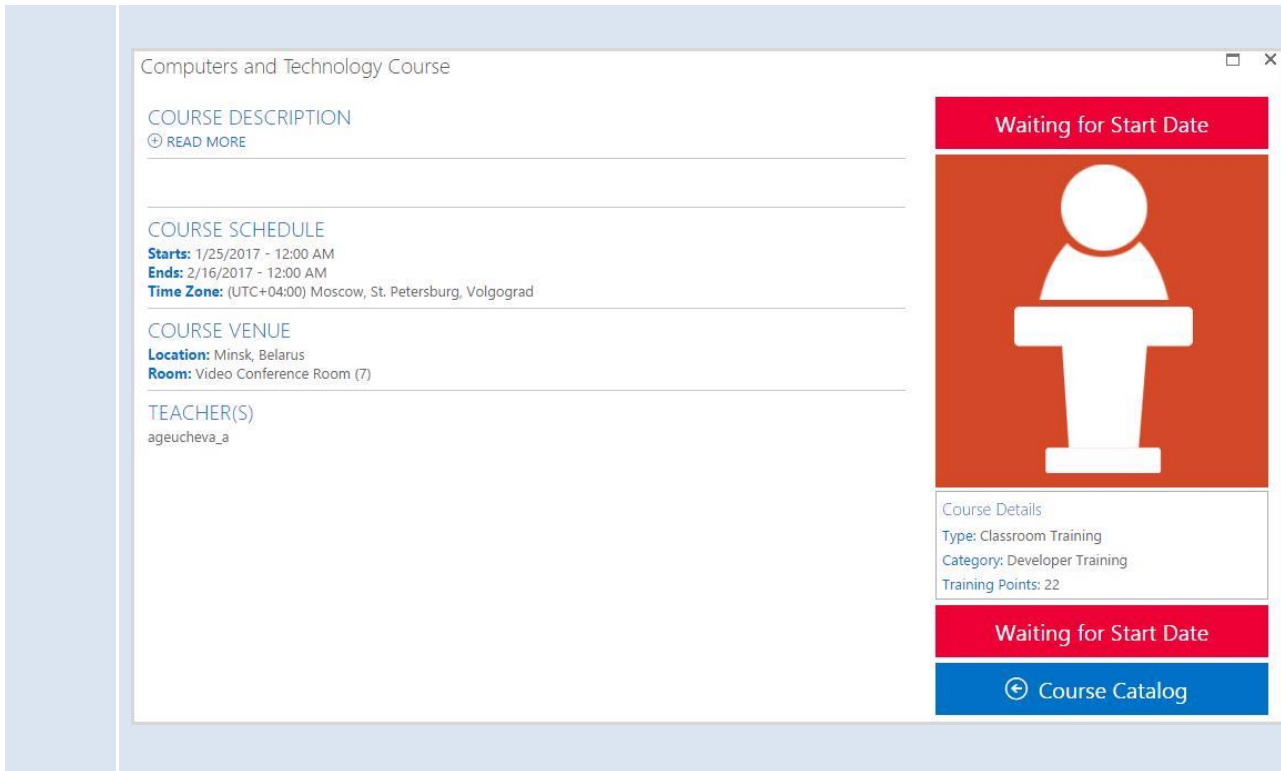 Computers and Technology Course
COURSE DESCRIPTION
READ MORE
COURSE SCHEDULE
Starts: 1/25/2017 - 12:00 AM
Ends: 2/16/2017 - 12:00 AM
Time Zone: (UTC+04:00) Moscow, St. Petersburg, Volgograd
COURSE VENUE
Location: Minsk, Belarus
Room: Video Conference Room (7)
TEACHER(S)
ageucheva_a
Waiting for Start Date
Course Details
Type: Classroom Training
Category: Developer Training
Training Points: 22
Waiting for Start Date
Course Catalog